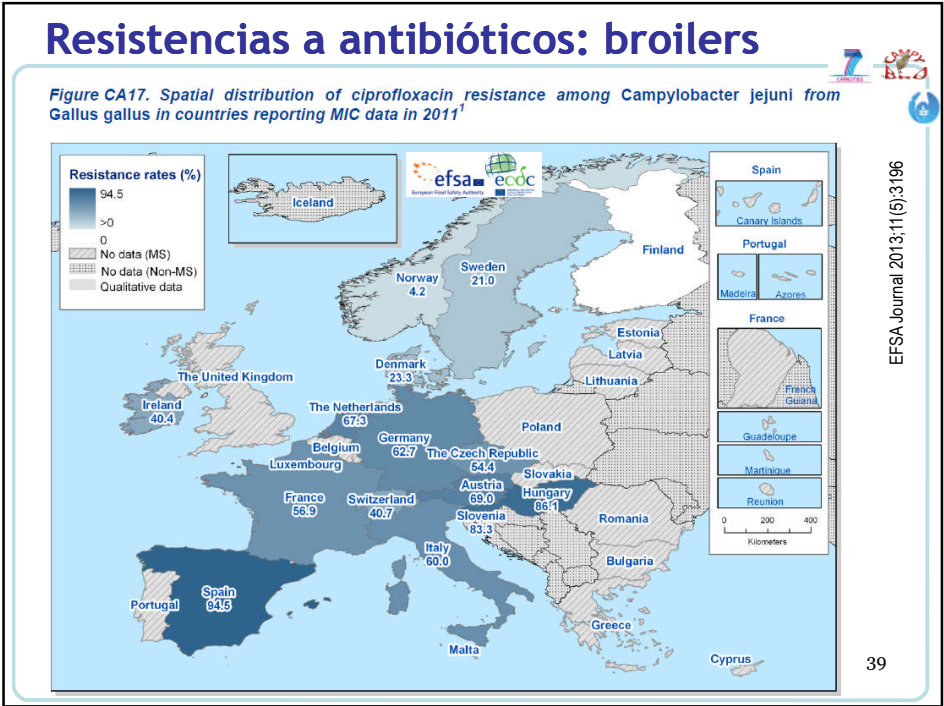 Resistencias a antibióticos: broilers
7
CAMPY
Figure CA17. Spatial distribution of ciprofloxacin resistance among Campylobacter jejuni from
Gallus gallus in countries reporting MIC data in 2011¹
Resistance rates (%)
94.5
>0
0
No data (MS)
No data (Non-MS)
Qualitative data
Iceland
efsa
European Food Safety Authority
ecdc
Norway
4.2
Sweden
21.0
Finland
Estonia
Latvia
Lithuania
Denmark
23.3
The United Kingdom
Ireland
40.4
The Netherlands
67.3
Germany
62.7
Poland
Belgium
The Czech Republic
54.4
Luxembourg
Slovakia
Austria
69.0
Hungary
86.1
France
56.9
Switzerland
40.7
Slovenia
83.3
Romania
Italy
60.0
Bulgaria
Spain
94.5
Portugal
Greece
Malta
Cyprus
Spain
Canary Islands
Portugal
Madeira
Azores
France
French
Guiana
Guadeloupe
Martinique
Reunion
0 200 400
Kilometers
EFSA Journal 2013;11(5):3196
39